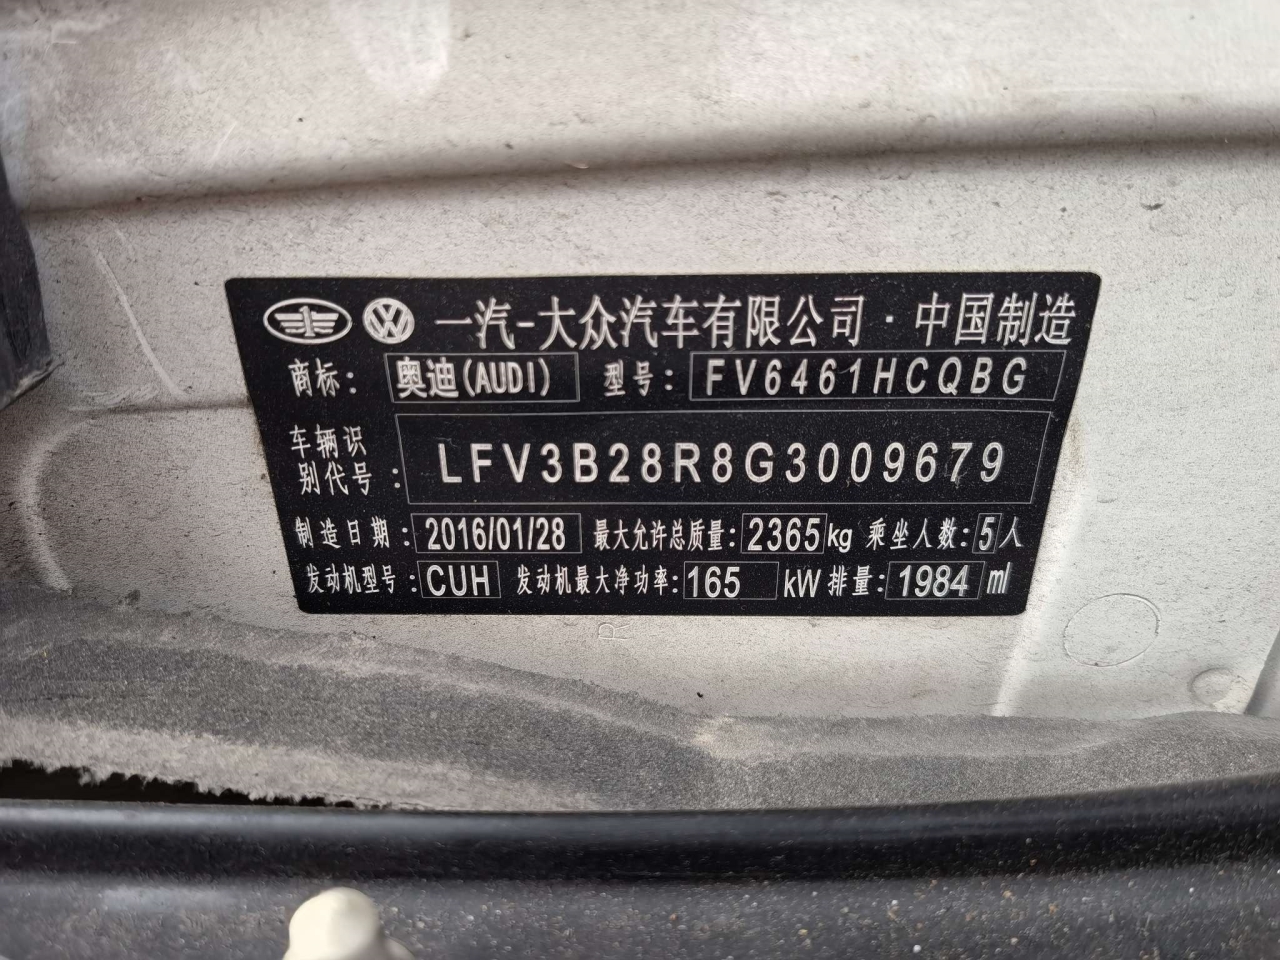 一汽-大众汽车有限公司·中国制造
商标: 奥迪(AUDI) 型号: FV6461HCQBG
车辆识别代号: LFV3B28R8G3009679
制造日期: 2016/01/28 最大允许总质量: 2365kg 乘坐人数: 5人
发动机型号: CUH 发动机最大净功率: 165 kW 排量: 1984 ml
R